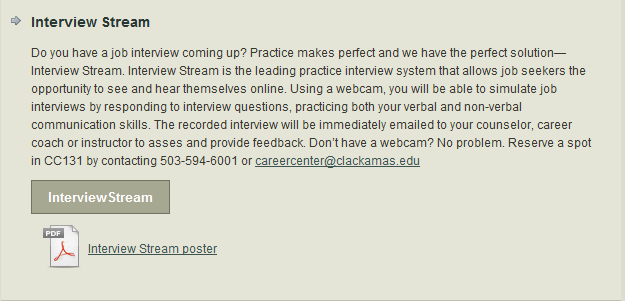 Interview Stream
Do you have a job interview coming up? Practice makes perfect and we have the perfect solution—
Interview Stream. Interview Stream is the leading practice interview system that allows job seekers the
opportunity to see and hear themselves online. Using a webcam, you will be able to simulate job
interviews by responding to interview questions, practicing both your verbal and non-verbal
communication skills. The recorded interview will be immediately emailed to your counselor, career
coach or instructor to asses and provide feedback. Don't have a webcam? No problem. Reserve a spot
in CC131 by contacting 503-594-6001 or careercenter@clackamas.edu
InterviewStream
PDF
Interview Stream poster